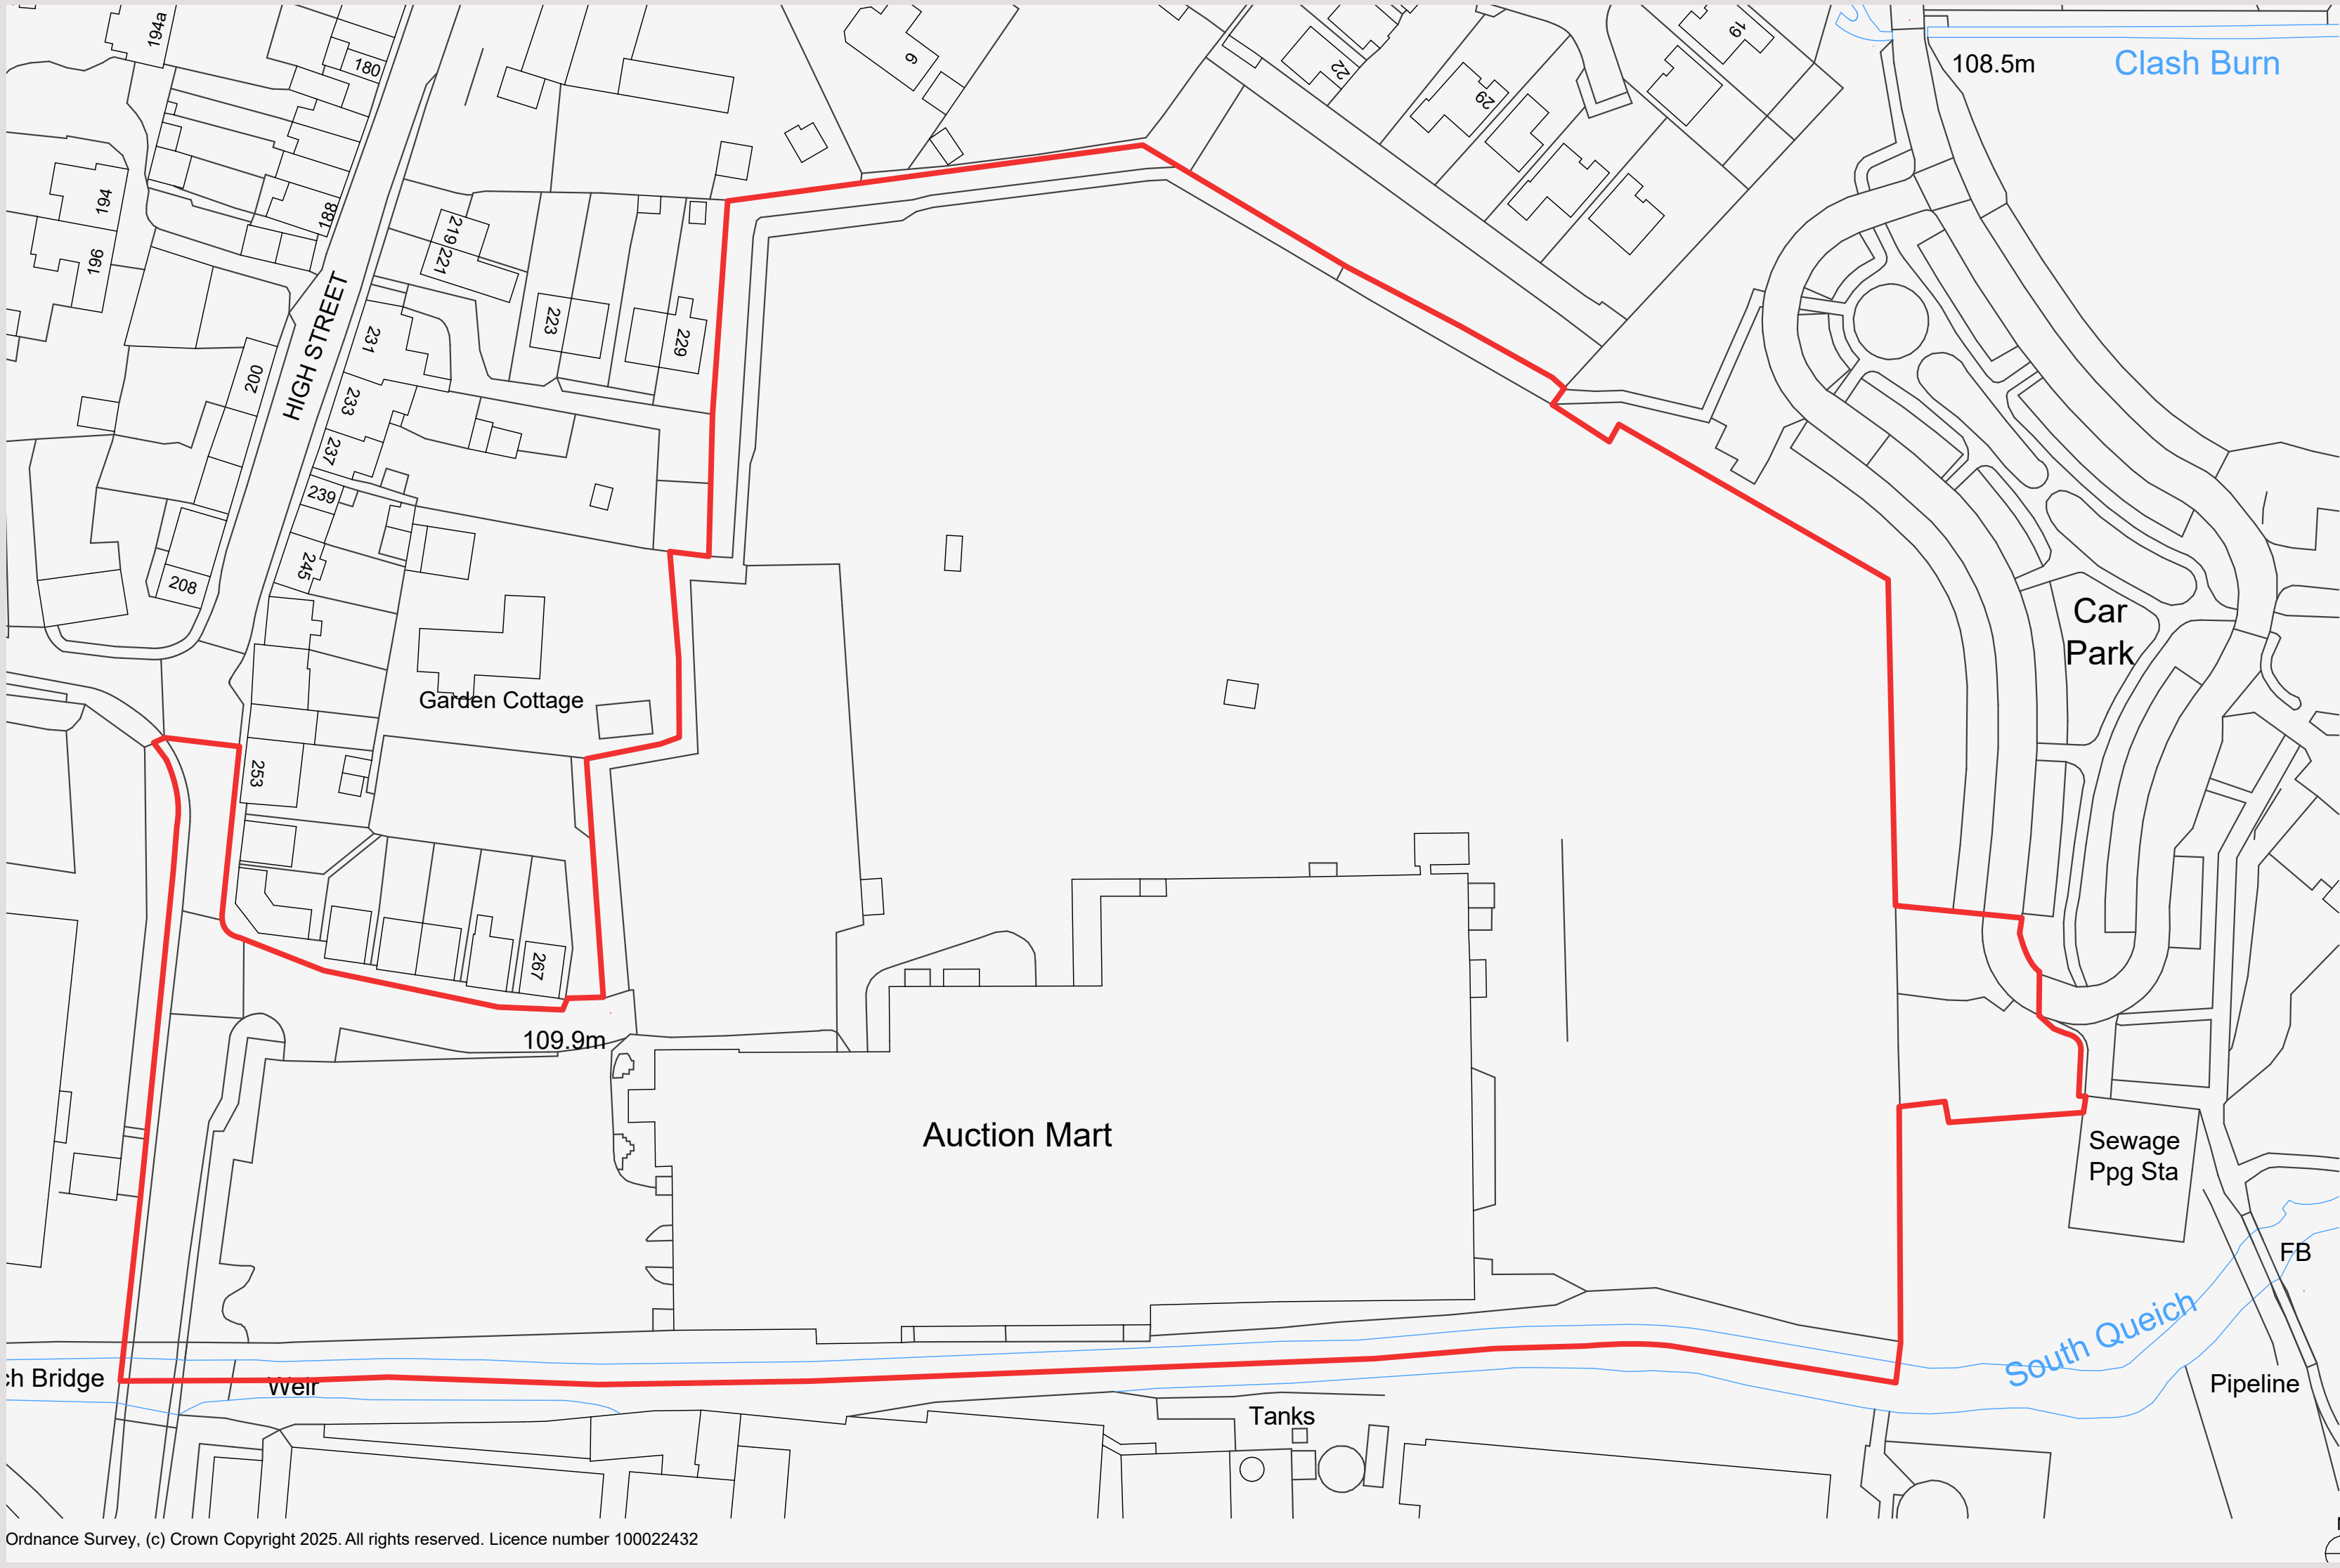 194a
180
6
22
29
19
108.5m
Clash Burn
194
188
196
219
221
223
229
231
200
HIGH STREET
233
237
239
245
208
Car
Park
Garden Cottage
253
267
109.9m
Auction Mart
Sewage
Ppg Sta
FB
South Queich
ch Bridge
Weir
Pipeline
Tanks
Ordnance Survey, (c) Crown Copyright 2025. All rights reserved. Licence number 100022432